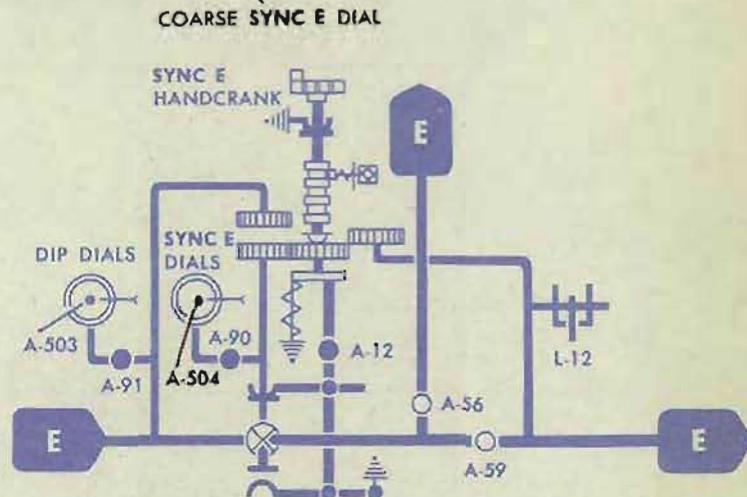 COARSE SYNC E DIAL
SYNC E
HANDCRANK
E
DIP DIALS
SYNC E
DIALS
A-503
A-91
A-90
A-504
A-12
L-12
A-56
E
A-59
E